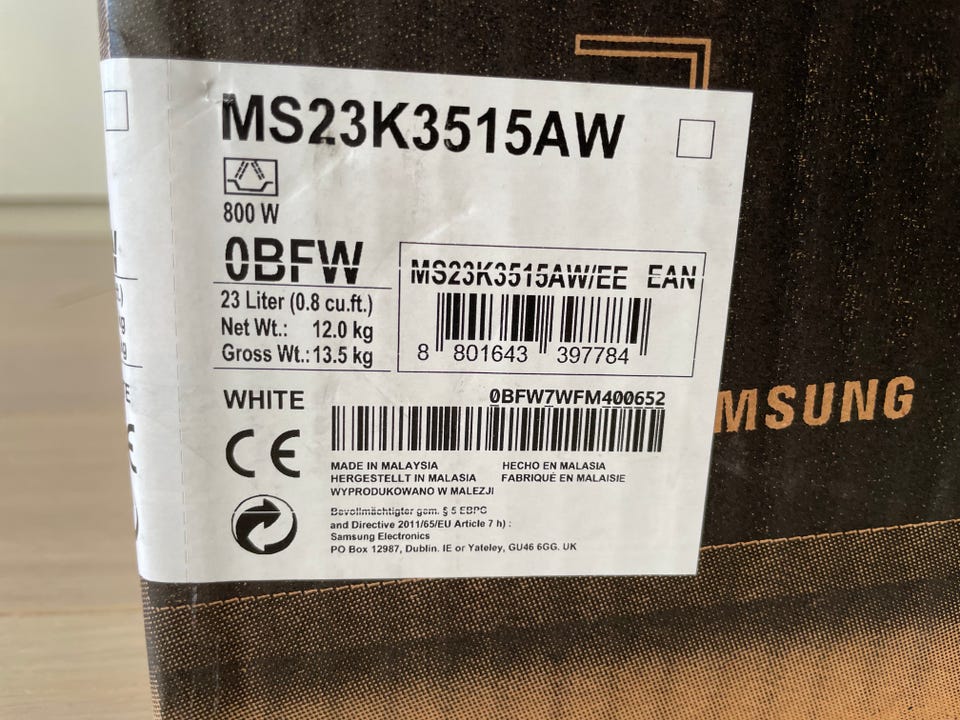 MS23K3515AW
800 W
0BFW
23 Liter (0.8 cu.ft.)
Net Wt.: 12.0 kg
Gross Wt.: 13.5 kg
MS23K3515AW/EE EAN
8 801643 397784
WHITE
0BFW7WFM400652
CE
MADE IN MALAYSIA
HERGESTELLT IN MALASIA
WYPRODUKOWANO W MALEZJI
HECHO EN MALASIA
FABRIQUÉ EN MALAISIE
Bevollmächtigter gem. § 5 EBPG
and Directive 2011/65/EU Article 7 h) :
Samsung Electronics
PO Box 12987, Dublin. IE or Yateley, GU46 6GG. UK
MSUNG